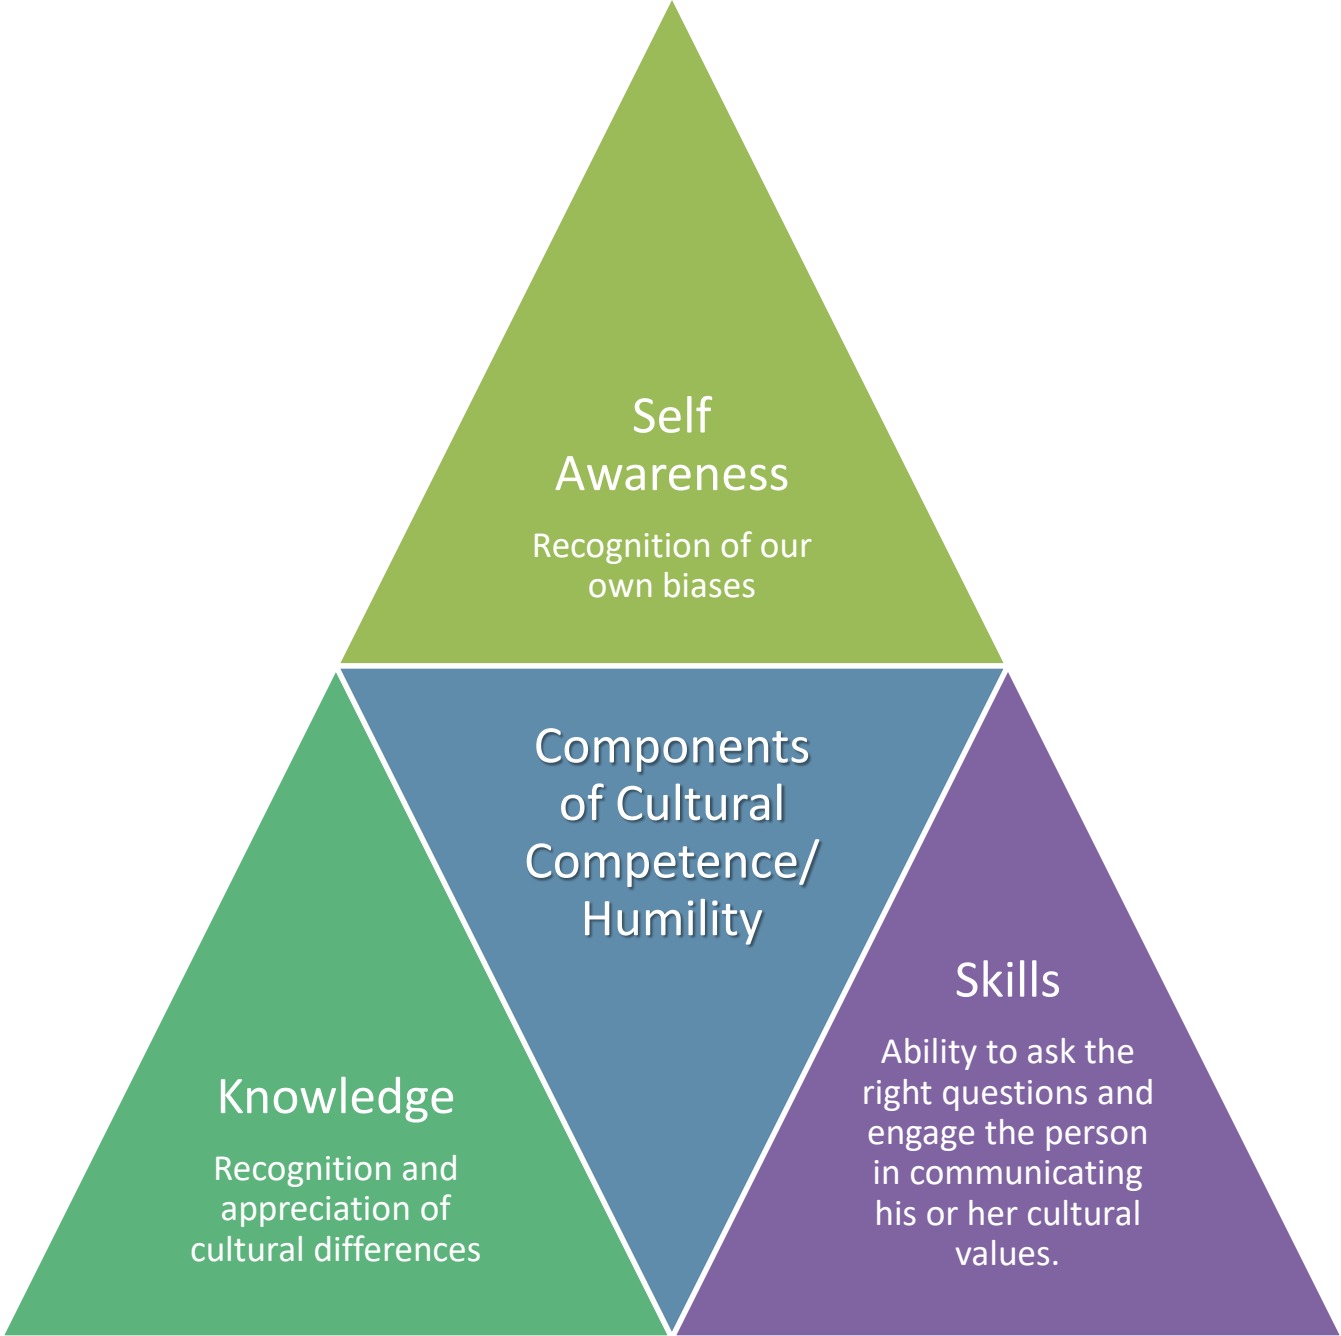 Self
Awareness
Recognition of our
own biases
Components
of Cultural
Competence/
Humility
Knowledge
Recognition and
appreciation of
cultural differences
Skills
Ability to ask the
right questions and
engage the person
in communicating
his or her cultural
values.